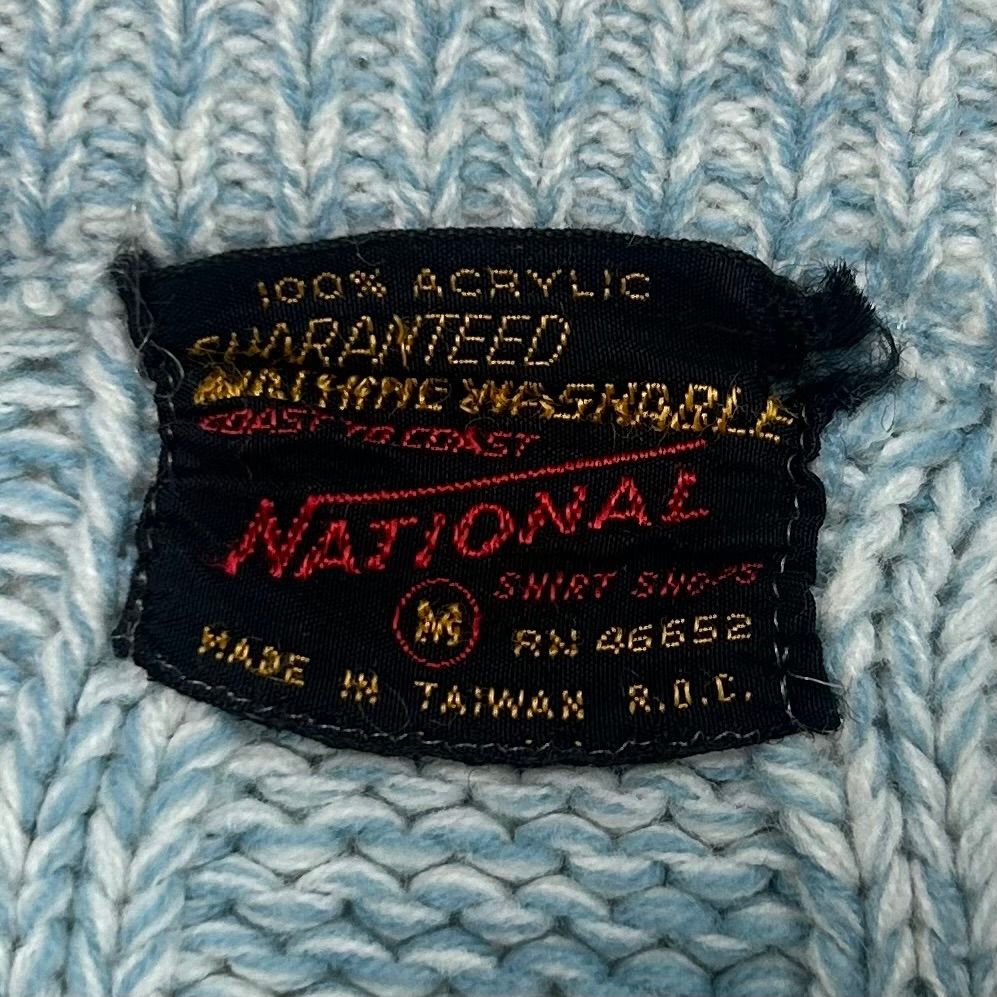 100% ACRYLIC
GUARANTEED
MACHINE WASHABLE
COAST TO COAST
NATIONAL
SHIRT SHOPS
M
RN 46652
MADE IN TAIWAN R.O.C.